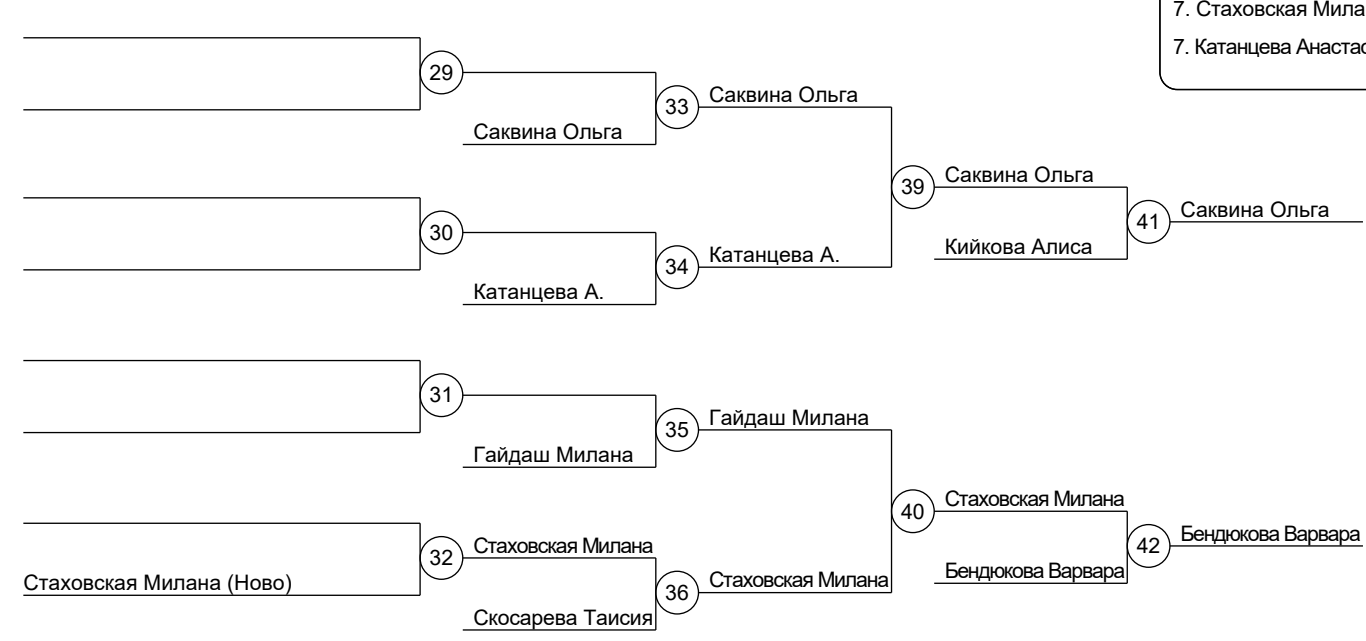 7. Стаховская Мила
7. Катанцева Анастас
29
Саквина Ольга
33
Саквина Ольга
30
Катанцева А.
34
Катанцева А.
39
Саквина Ольга
Кийкова Алиса
41
Саквина Ольга
31
Гайдаш Милана
35
Гайдаш Милана
Стаховская Милана (Ново)
32
Стаховская Милана
Скосарева Таисия
36
Стаховская Милана
40
Стаховская Милана
Бендюкова Варвара
42
Бендюкова Варвара